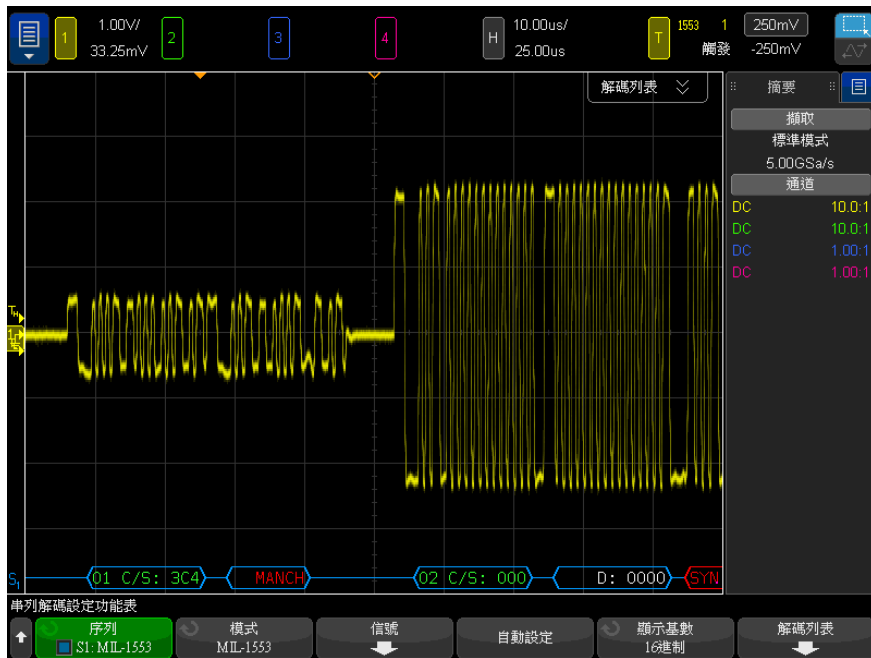 1 1.00V/ 2 3 4 H 10.00us/ T 1553 1 250mV
33.25mV 25.00us 觸發 -250mV
解碼列表
摘要
擷取
標準模式
5.00GSa/s
通道
DC 10.0:1
DC 10.0:1
DC 1.00:1
DC 1.00:1
TH
1
S1 01 C/S: 3C4 MANCH 02 C/S: 000 D: 0000 SYN
串列解碼設定功能表
序列 模式 信號 自動設定 顯示基數 解碼列表
S1: MIL-1553 MIL-1553 16進制